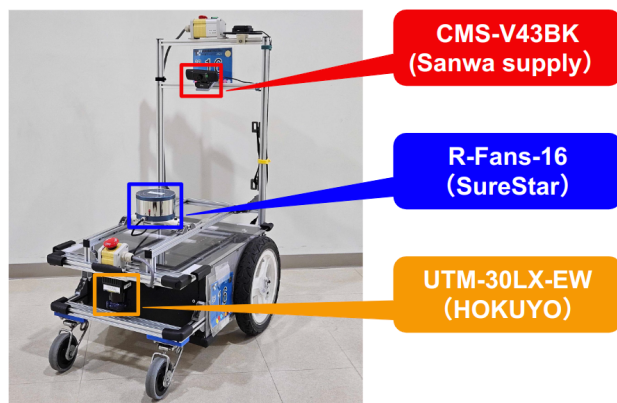 CMS-V43BK
(Sanwa supply）
R-Fans-16
（SureStar）
UTM-30LX-EW
（HOKUYO）